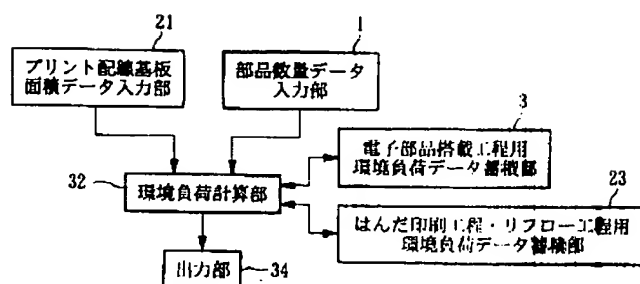 21
プリント配線基板
面積データ入力部
1
部品数量データ
入力部
3
電子部品搭載工程用
環境負荷データ蓄積部
32
環境負荷計算部
23
はんだ印刷工程・リフロー工程用
環境負荷データ蓄積部
出力部
34